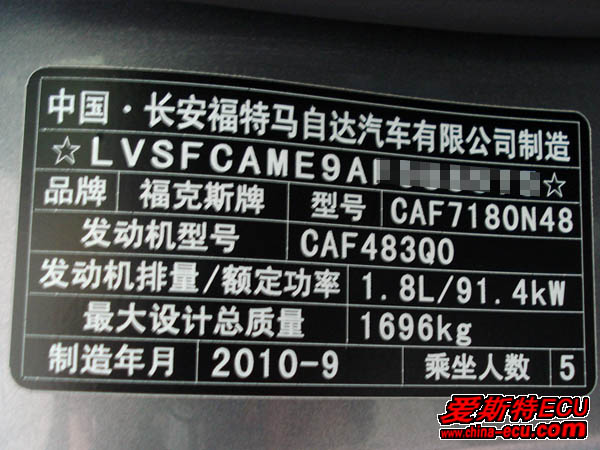 中国·长安福特马自达汽车有限公司制造
☆LVSFCAME9A ☆
品牌 福克斯牌 型号 CAF7180N48
发动机型号 CAF483Q0
发动机排量/额定功率 1.8L/91.4kW
最大设计总质量 1696kg
制造年月 2010-9 乘坐人数 5
爱斯特ECU
www.china-ecu.com